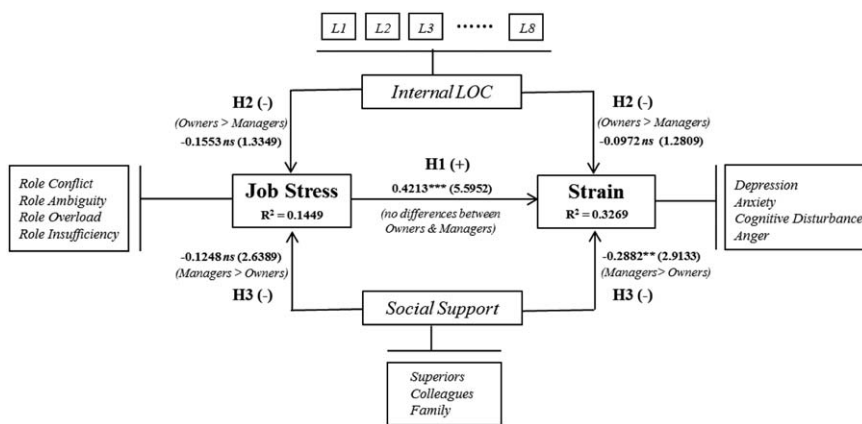 L1 L2 L3 ...... L8
Internal LOC
H2 (-)
(Owners > Managers)
-0.1553 ns (1.3349)
H2 (-)
(Owners > Managers)
-0.0972 ns (1.2809)
Role Conflict
Role Ambiguity
Role Overload
Role Insufficiency
Job Stress
R² = 0.1449
H1 (+)
0.4213*** (5.5952)
(no differences between
Owners & Managers)
Strain
R² = 0.3269
Depression
Anxiety
Cognitive Disturbance
Anger
-0.1248 ns (2.6389)
(Managers > Owners)
H3 (-)
-0.2882** (2.9133)
(Managers > Owners)
H3 (-)
Social Support
Superiors
Colleagues
Family